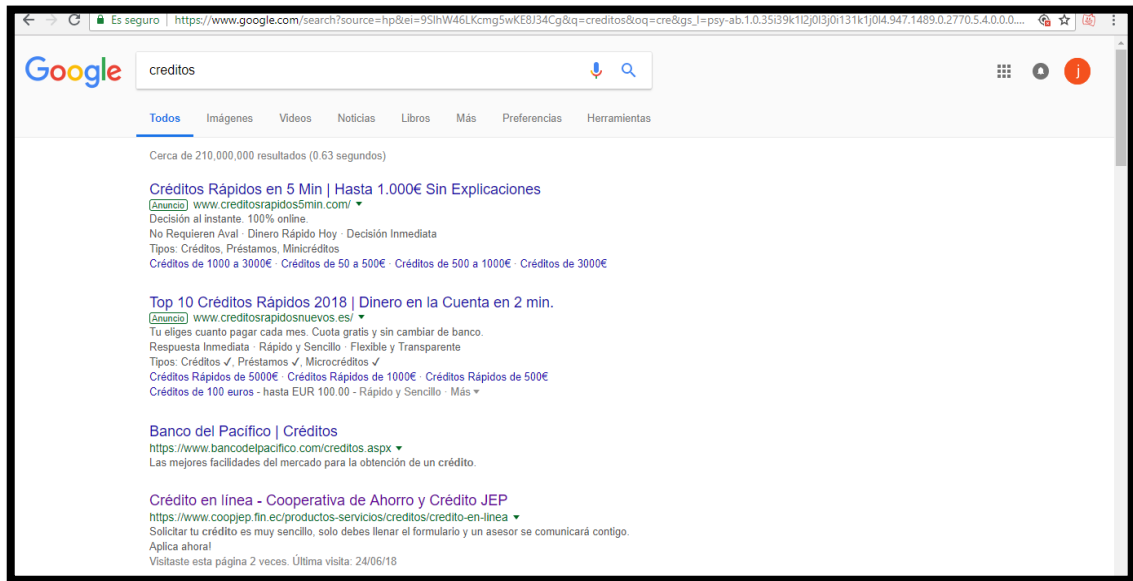 Es seguro | https://www.google.com/search?source=hp&ei=9SlhW46LKcmg5wKE8J34Cg&q=creditos&oq=cre&gs_l=psy-ab.1.0.35i39k1l2j0l3j0i131k1j0l4.947.1489.0.2770.5.4.0.0.0....
Google
creditos
j
Todos Imágenes Videos Noticias Libros Más Preferencias Herramientas
Cerca de 210,000,000 resultados (0.63 segundos)
Créditos Rápidos en 5 Min | Hasta 1.000€ Sin Explicaciones
Anuncio www.creditosrapidos5min.com/
Decisión al instante. 100% online.
No Requieren Aval · Dinero Rápido Hoy · Decisión Inmediata
Tipos: Créditos, Préstamos, Minicréditos
Créditos de 1000 a 3000€ · Créditos de 50 a 500€ · Créditos de 500 a 1000€ · Créditos de 3000€
Top 10 Créditos Rápidos 2018 | Dinero en la Cuenta en 2 min.
Anuncio www.creditosrapidosnuevos.es/
Tu eliges cuanto pagar cada mes. Cuota gratis y sin cambiar de banco.
Respuesta Inmediata · Rápido y Sencillo · Flexible y Transparente
Tipos: Créditos ✓, Préstamos ✓, Microcréditos ✓
Créditos Rápidos de 5000€ · Créditos Rápidos de 1000€ · Créditos Rápidos de 500€
Créditos de 100 euros - hasta EUR 100.00 - Rápido y Sencillo · Más
Banco del Pacífico | Créditos
https://www.bancodelpacifico.com/creditos.aspx
Las mejores facilidades del mercado para la obtención de un crédito.
Crédito en línea - Cooperativa de Ahorro y Crédito JEP
https://www.coopjep.fin.ec/productos-servicios/creditos/credito-en-linea
Solicitar tu crédito es muy sencillo, solo debes llenar el formulario y un asesor se comunicará contigo.
Aplica ahora!
Visitaste esta página 2 veces. Última visita: 24/06/18